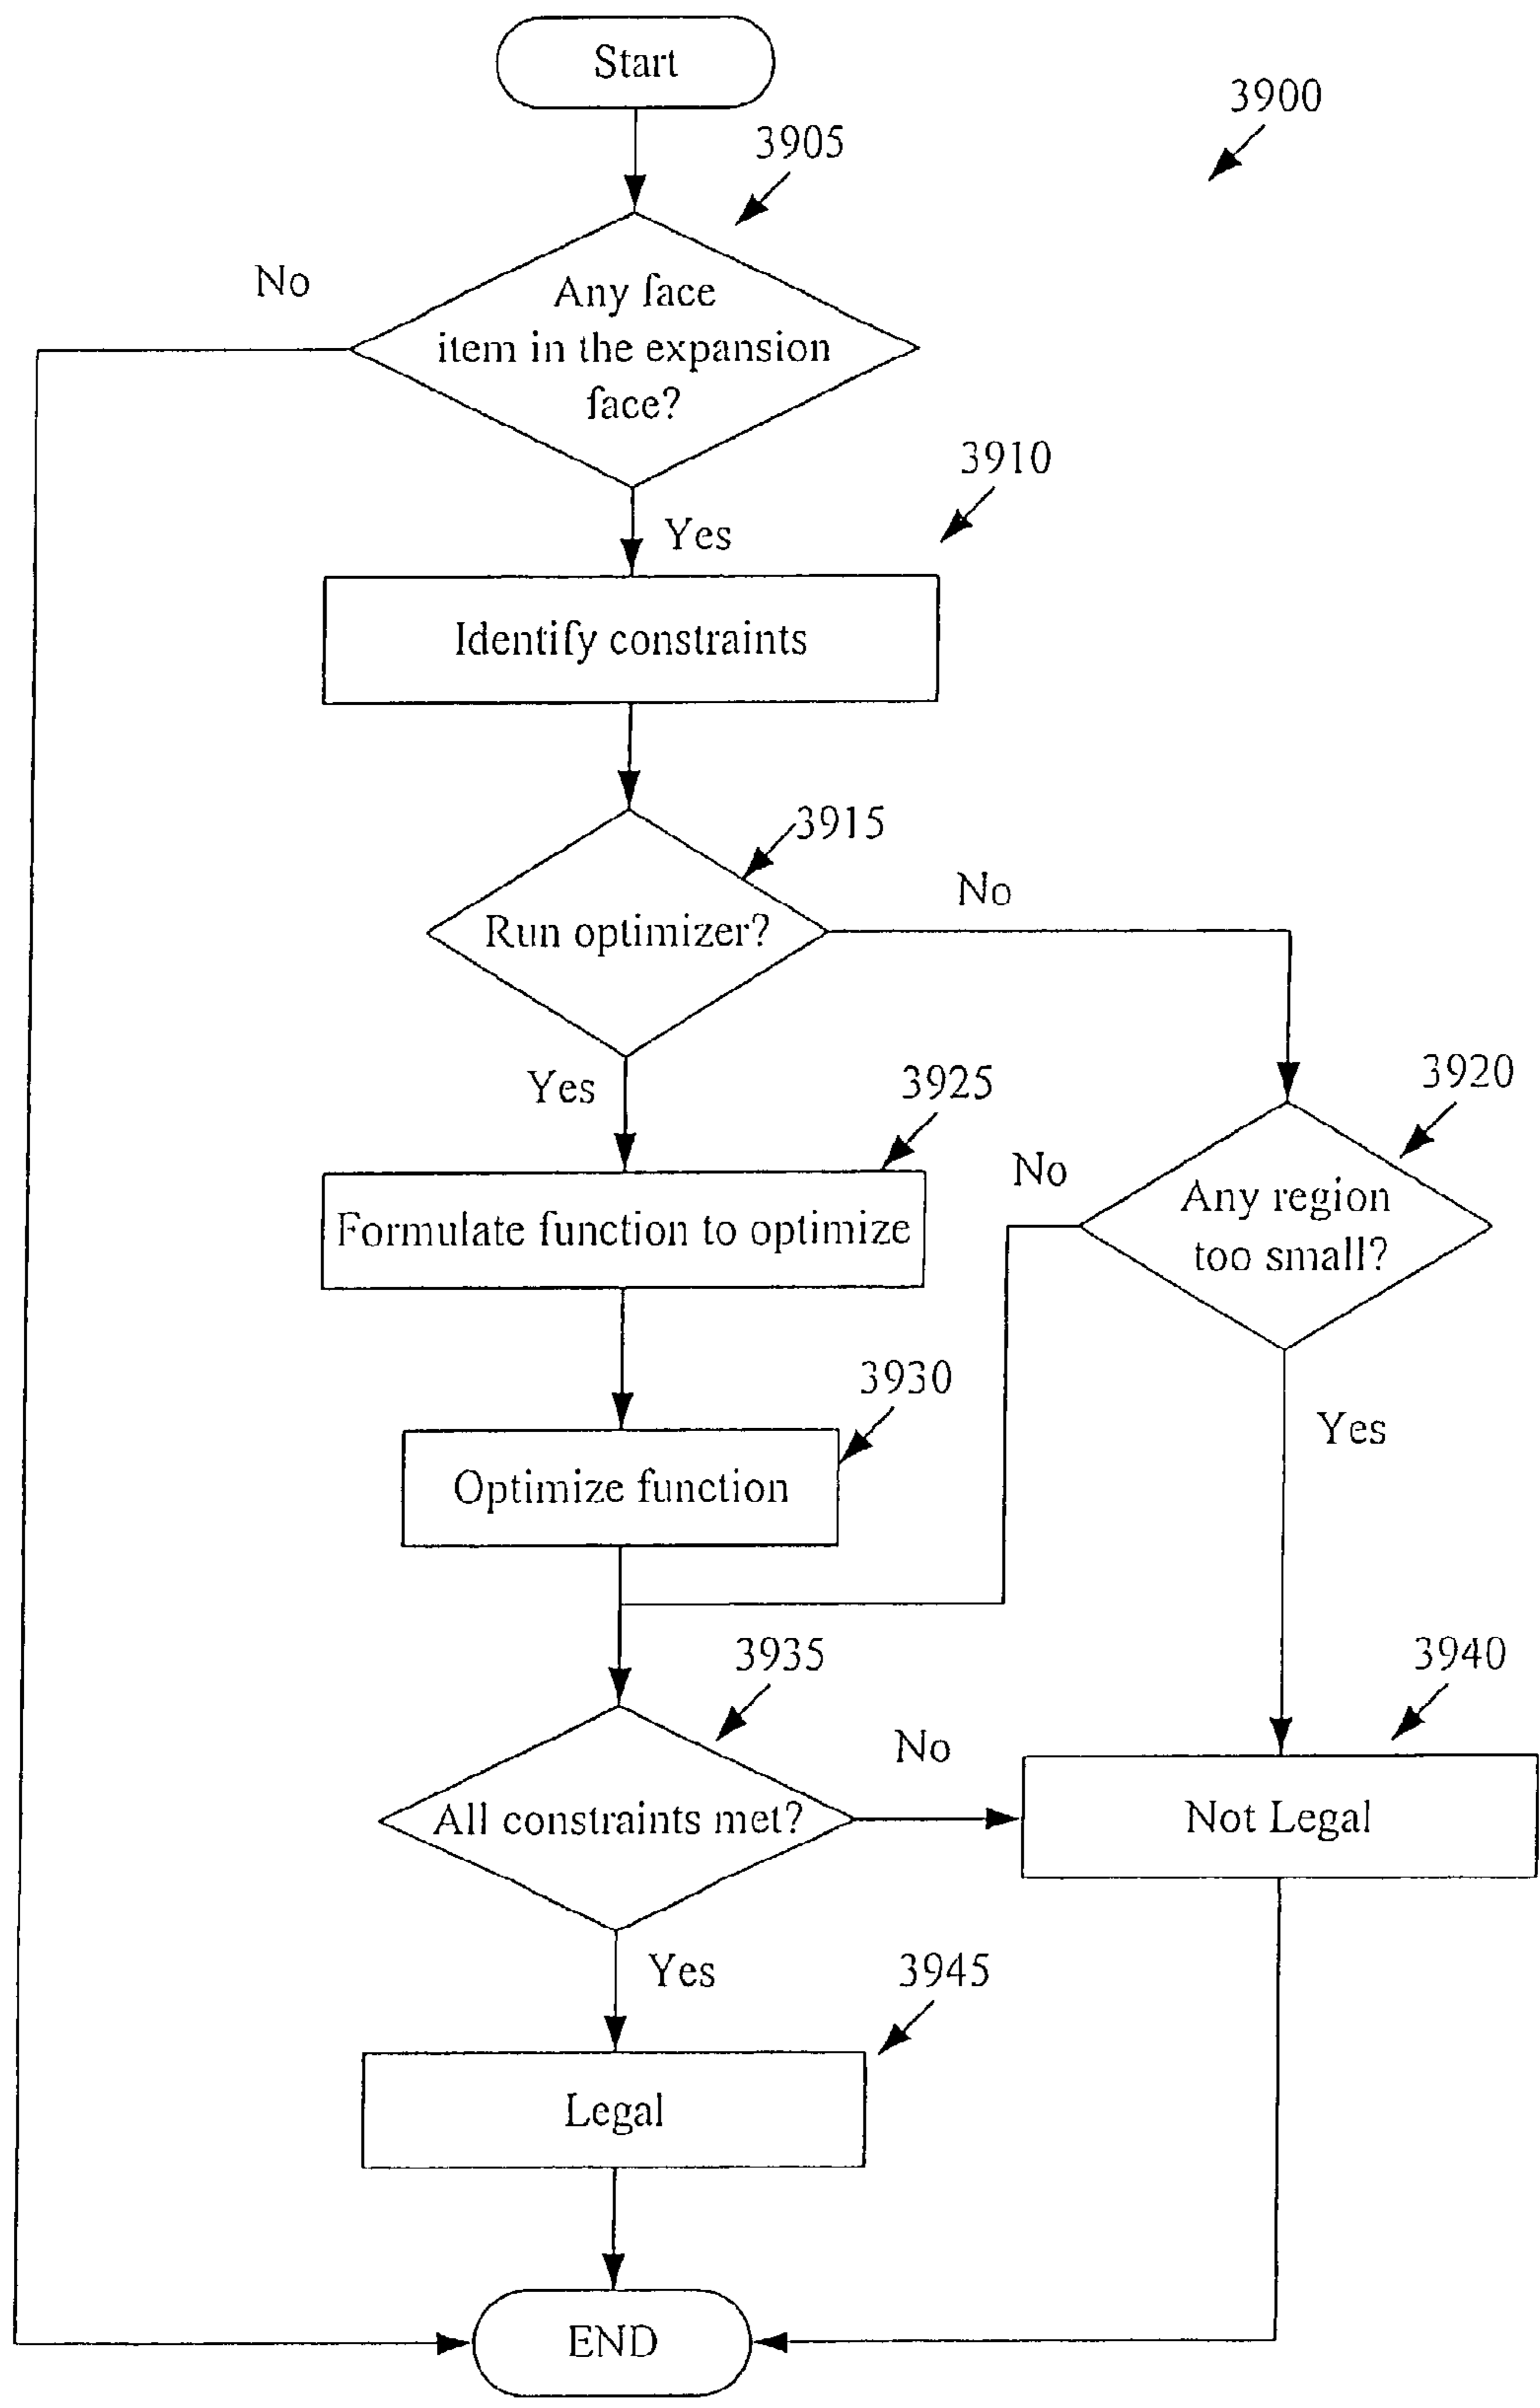 Start
3900
3905
No
Any face
item in the expansion
face?
3910
Yes
Identify constraints
3915
No
Run optimizer?
Yes
3925
3920
No
Any region
too small?
Formulate function to optimize
3930
Yes
Optimize function
3935
3940
No
All constraints met?
Not Legal
Yes
3945
Legal
END